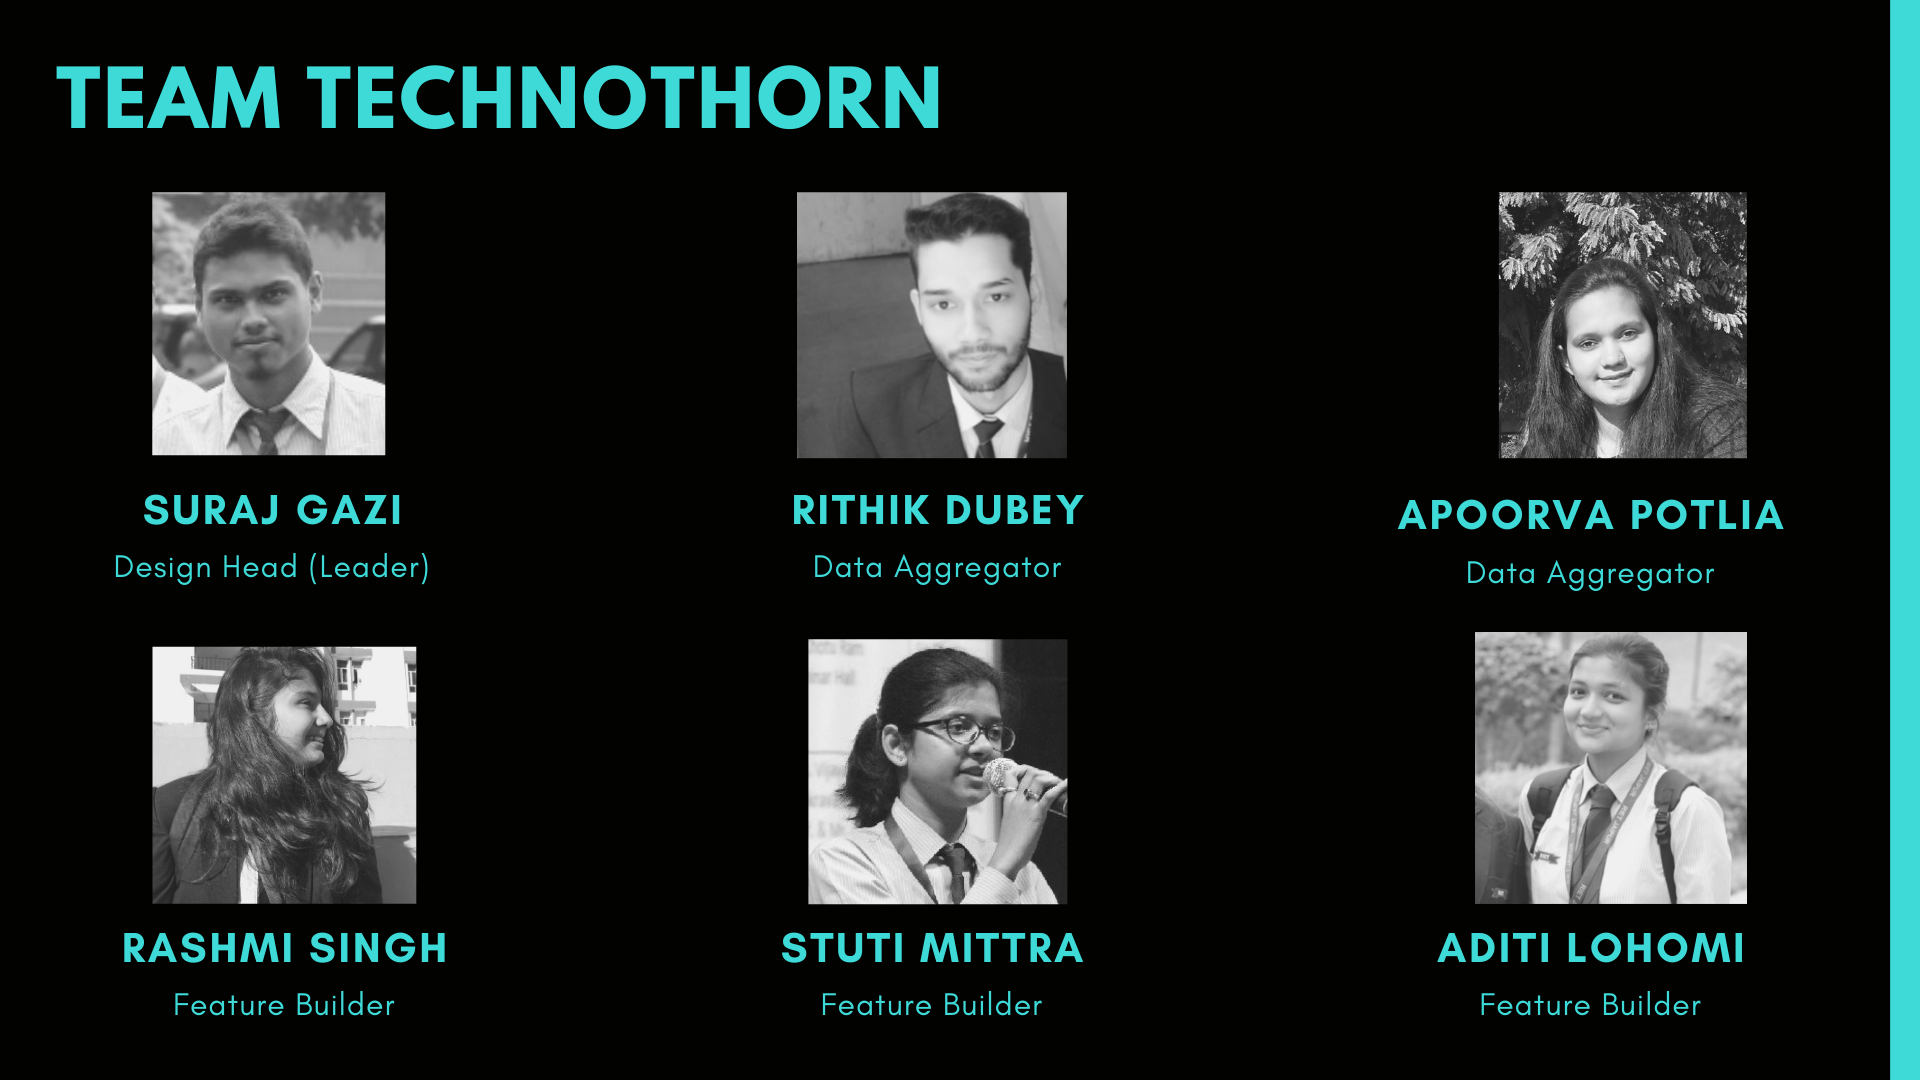 TEAM TECHNOTHORN
SURAJ GAZI
Design Head (Leader)
RITHIK DUBEY
Data Aggregator
APOORVA POTLIA
Data Aggregator
RASHMI SINGH
Feature Builder
STUTI MITTRA
Feature Builder
ADITI LOHOMI
Feature Builder